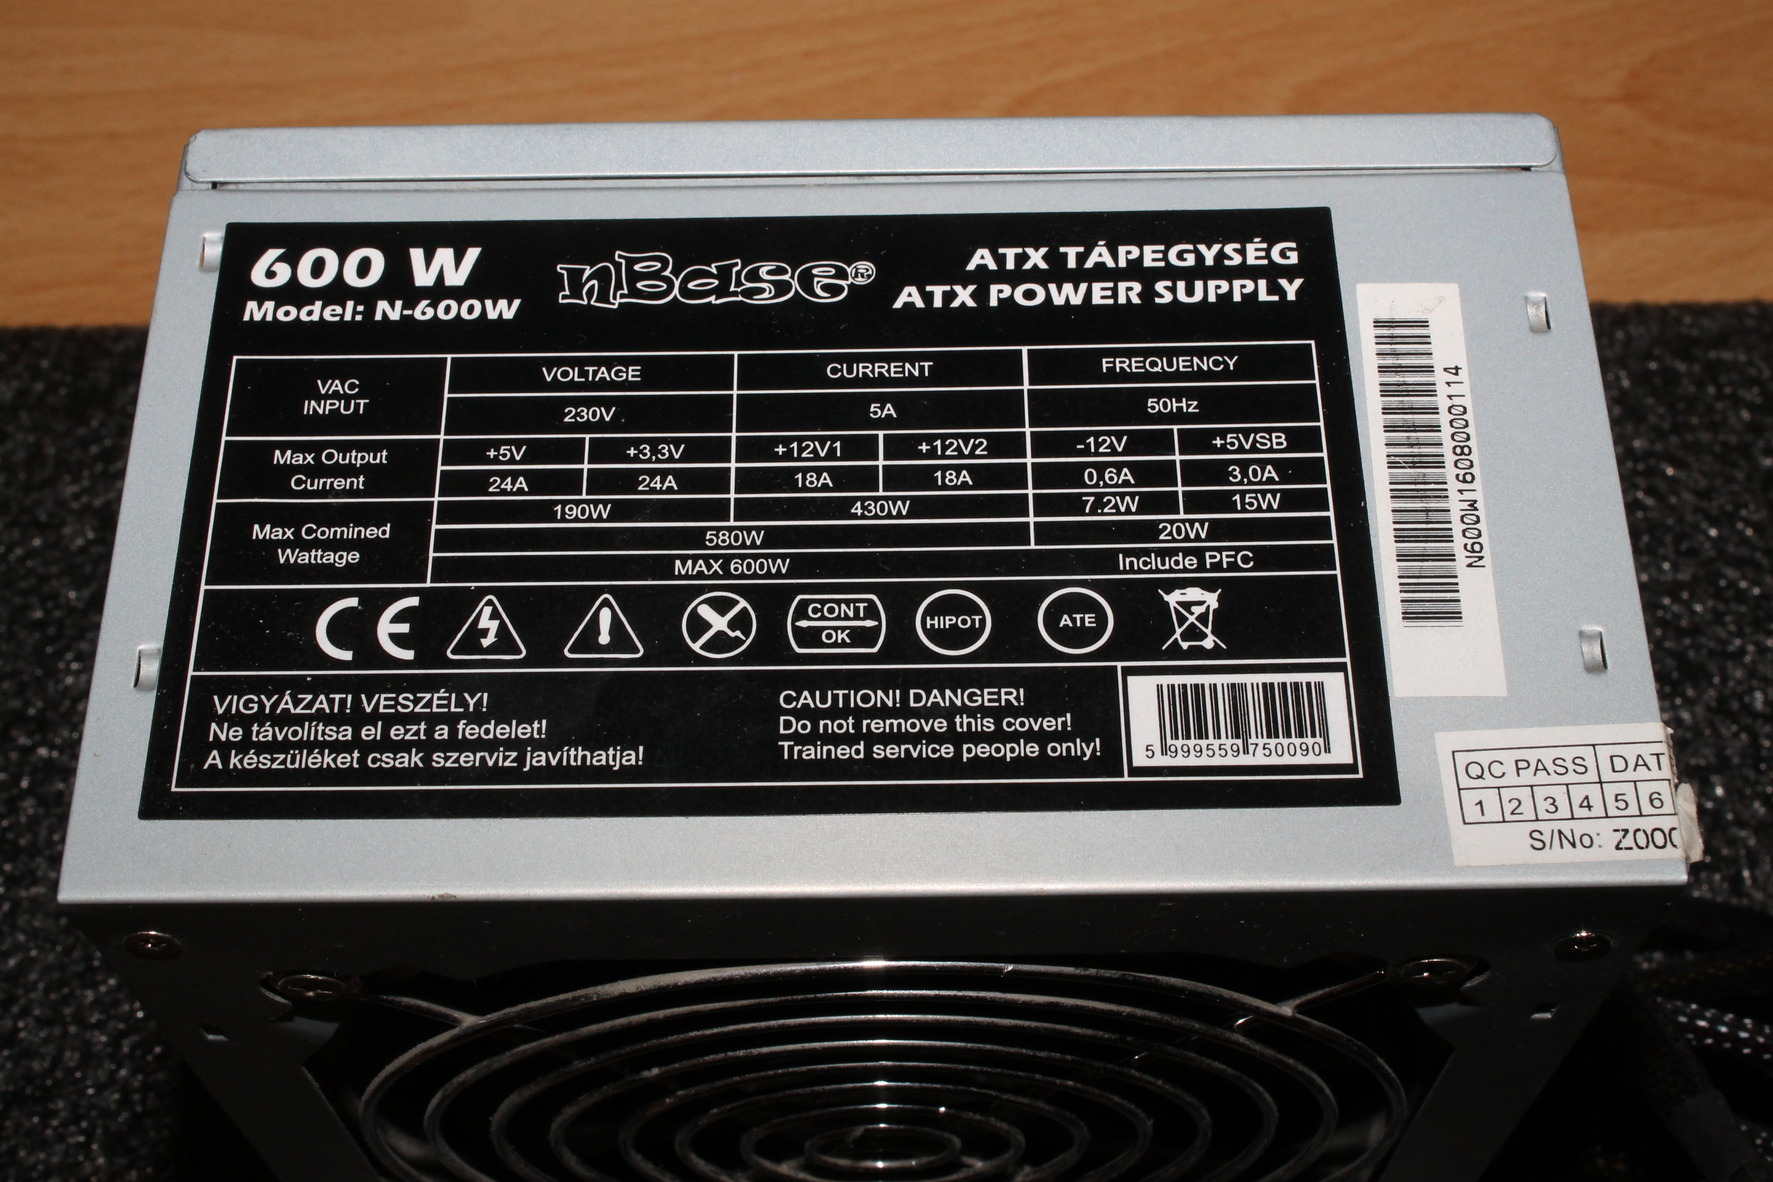 600 W
Model: N-600W
nBase®
ATX TÁPEGYSÉG
ATX POWER SUPPLY
VAC INPUT VOLTAGE CURRENT FREQUENCY
230V 5A 50Hz
Max Output Current +5V +3,3V +12V1 +12V2 -12V +5VSB
24A 24A 18A 18A 0,6A 3,0A
Max Comined Wattage 190W 430W 7.2W 15W
580W 20W
MAX 600W Include PFC
CE
CONT
OK
HIPOT
ATE
VIGYÁZAT! VESZÉLY!
Ne távolítsa el ezt a fedelet!
A készüléket csak szerviz javíthatja!
CAUTION! DANGER!
Do not remove this cover!
Trained service people only!
5 999559 750090
N600W1608000114
QC PASS DAT
1 2 3 4 5 6
S/No: Z000